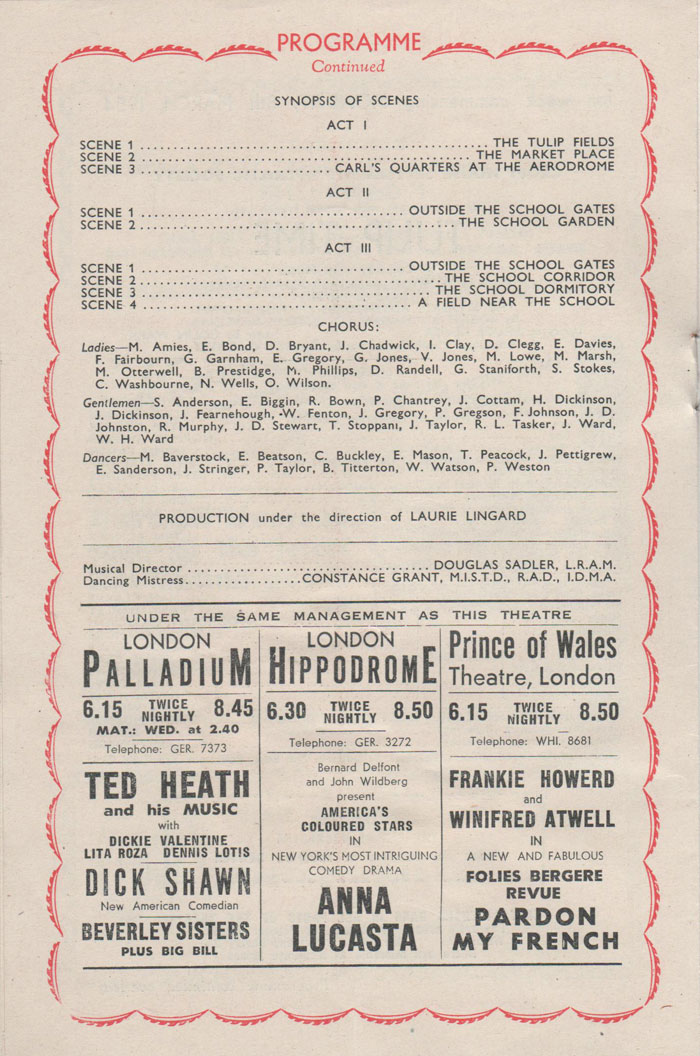 PROGRAMME
Continued
SYNOPSIS OF SCENES
ACT I
SCENE 1 ........ THE TULIP FIELDS
SCENE 2 ........ THE MARKET PLACE
SCENE 3 ........ CARL'S QUARTERS AT THE AERODROME
ACT II
SCENE 1 ........ OUTSIDE THE SCHOOL GATES
SCENE 2 ........ THE SCHOOL GARDEN
ACT III
SCENE 1 ........ OUTSIDE THE SCHOOL GATES
SCENE 2 ........ THE SCHOOL CORRIDOR
SCENE 3 ........ THE SCHOOL DORMITORY
SCENE 4 ........ A FIELD NEAR THE SCHOOL
CHORUS:
Ladies—M. Amies, E. Bond, D. Bryant, J. Chadwick, I. Clay, D. Clegg, E. Davies,
F. Fairbourn, G. Garnham, E. Gregory, G. Jones, V. Jones, M. Lowe, M. Marsh,
M. Otterwell, B. Prestidge, M. Phillips, D. Randell, G. Staniforth, S. Stokes,
C. Washbourne, N. Wells, O. Wilson.
Gentlemen—S. Anderson, E. Biggin, R. Bown, P. Chantrey, J. Cottam, H. Dickinson,
J. Dickinson, J. Fearnehough, W. Fenton, J. Gregory, P. Gregson, F. Johnson, J. D.
Johnston, R. Murphy, J. D. Stewart, T. Stoppani, J. Taylor, R. L. Tasker, J. Ward,
W. H. Ward
Dancers—M. Baverstock, E. Beatson, C. Buckley, E. Mason, T. Peacock, J. Pettigrew,
E. Sanderson, J. Stringer, P. Taylor, B. Titterton, W. Watson, P. Weston
PRODUCTION under the direction of LAURIE LINGARD
Musical Director ........ DOUGLAS SADLER, L.R.A.M.
Dancing Mistress ........ CONSTANCE GRANT, M.I.S.T.D., R.A.D., I.D.M.A.
UNDER THE SAME MANAGEMENT AS THIS THEATRE
LONDON
PALLADIUM
6.15 TWICE NIGHTLY 8.45
MAT.: WED. at 2.40
Telephone: GER. 7373
TED HEATH
and his MUSIC
with
DICKIE VALENTINE
LITA ROZA DENNIS LOTIS
DICK SHAWN
New American Comedian
BEVERLEY SISTERS
PLUS BIG BILL
LONDON
HIPPODROME
6.30 TWICE NIGHTLY 8.50
Telephone: GER. 3272
Bernard Delfont
and John Wildberg
present
AMERICA'S
COLOURED STARS
IN
NEW YORK'S MOST INTRIGUING
COMEDY DRAMA
ANNA
LUCASTA
Prince of Wales
Theatre, London
6.15 TWICE NIGHTLY 8.50
Telephone: WHI. 8681
FRANKIE HOWERD
and
WINIFRED ATWELL
IN
A NEW AND FABULOUS
FOLIES BERGERE
REVUE
PARDON
MY FRENCH